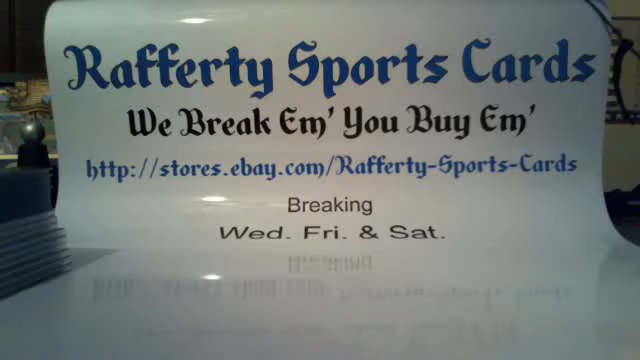 Rafferty Sports Cards
We Break Em' You Buy Em'
http://stores.ebay.com/Rafferty-Sports-Cards
Breaking
Wed. Fri. & Sat.